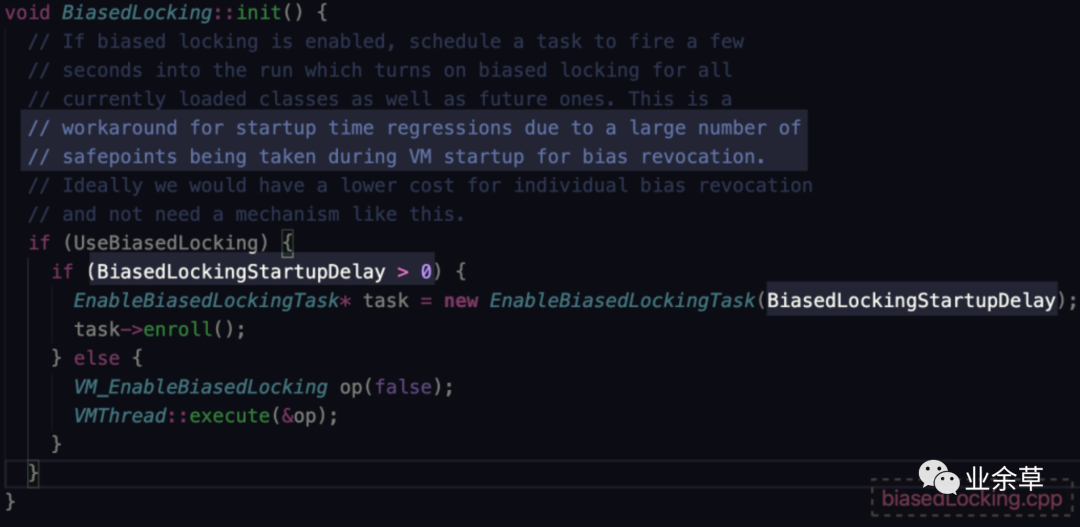 void BiasedLocking::init() {
// If biased locking is enabled, schedule a task to fire a few
// seconds into the run which turns on biased locking for all
// currently loaded classes as well as future ones. This is a
// workaround for startup time regressions due to a large number of
// safepoints being taken during VM startup for bias revocation.
// Ideally we would have a lower cost for individual bias revocation
// and not need a mechanism like this.
if (UseBiasedLocking) {
if (BiasedLockingStartupDelay > 0) {
EnableBiasedLockingTask* task = new EnableBiasedLockingTask(BiasedLockingStartupDelay);
task->enroll();
} else {
VM_EnableBiasedLocking op(false);
VMThread::execute(&op);
}
}
}
业余草
biasedLocking.cpp